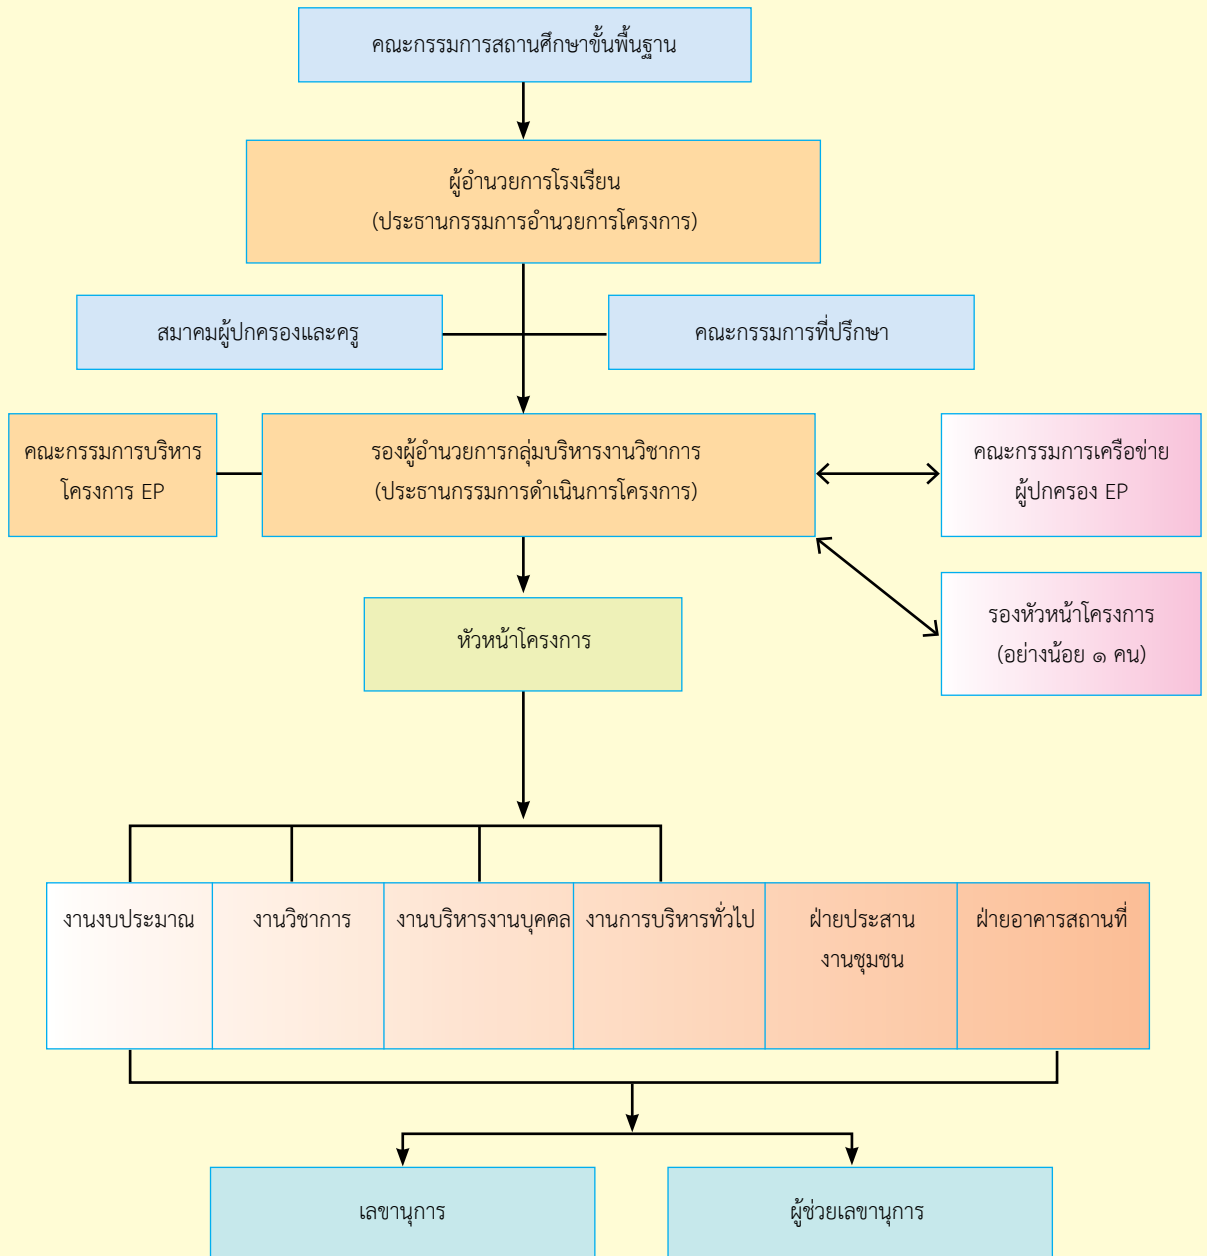 คณะกรรมการสถานศึกษาขั้นพื้นฐาน
ผู้อำนวยการโรงเรียน
(ประธานกรรมการอำนวยการโครงการ)
สมาคมผู้ปกครองและครู
คณะกรรมการที่ปรึกษา
คณะกรรมการบริหาร
โครงการ EP
รองผู้อำนวยการกลุ่มบริหารงานวิชาการ
(ประธานกรรมการดำเนินการโครงการ)
คณะกรรมการเครือข่าย
ผู้ปกครอง EP
รองหัวหน้าโครงการ
(อย่างน้อย ๑ คน)
หัวหน้าโครงการ
งานงบประมาณ
งานวิชาการ
งานบริหารงานบุคคล
งานการบริหารทั่วไป
ฝ่ายประสาน
งานชุมชน
ฝ่ายอาคารสถานที่
เลขานุการ
ผู้ช่วยเลขานุการ